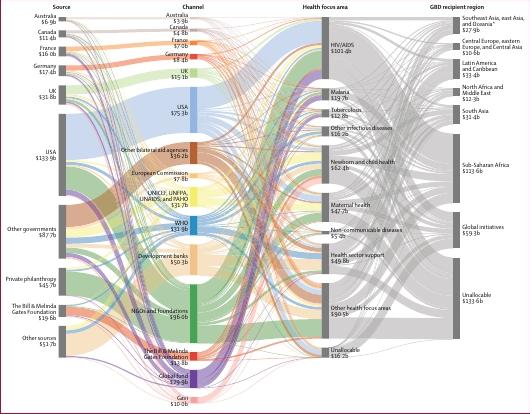 Source
Channel
Health focus area
GBD recipient region
Australia
$6·9b
Canada
$11·4b
France
$16·0b
Germany
$17·4b
UK
$31·8b
USA
$133·9b
Other governments
$87·7b
Private philanthropy
$45·7b
The Bill & Melinda
Gates Foundation
$19·6b
Other sources
$51·7b
Australia
$3·9b
Canada
$4·8b
France
$7·0b
Germany
$8·4b
UK
$15·1b
USA
$75·3b
Other bilateral aid agencies
$36·2b
European Commission
$7·8b
UNICEF, UNFPA,
UNAIDS, and PAHO
$31·7b
WHO
$31·9b
Development banks
$50·3b
NGOs and foundations
The Bill & Melinda
Gates Foundation
$13·8b
Global fund
$29·9b
Gavi
$10·0b
HIV/AIDS
$101·4b
Malaria
$19·7b
Tuberculosis
$12·8b
Other infectious diseases
$16·2b
Newborn and child health
$62·4b
Maternal health
$47·7b
Non-communicable diseases
$5·4b
Health sector support
$49·8b
Other health focus areas
$90·5b
Unallocable
$16·2b
Southeast Asia, east Asia,
and Oceania*
$27·9b
Central Europe, eastern
Europe, and Central Asia
$10·6b
Latin America
and Caribbean
$33·4b
North Africa and
Middle East
$12·3b
South Asia
$31·4b
Sub-Saharan Africa
$113·6b
Global initiatives
$59·3b
Unallocable
$133·6b